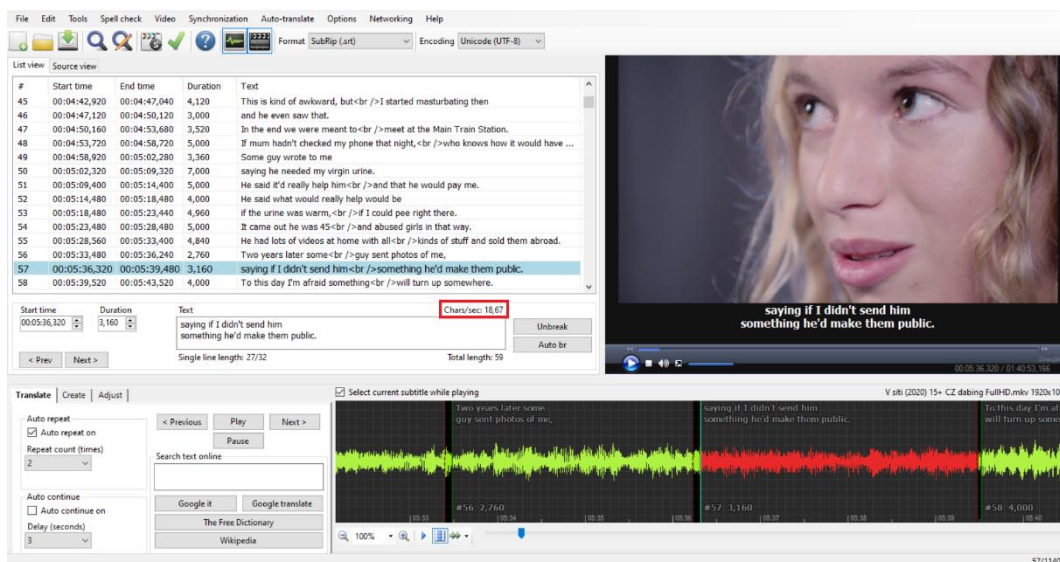 File Edit Tools Spell check Video Synchronization Auto-translate Options Networking Help
Format SubRip (.srt) Encoding Unicode (UTF-8)
List view Source view
# Start time End time Duration Text
45 00:04:42,920 00:04:47,040 4,120 This is kind of awkward, but<br />I started masturbating then
46 00:04:47,120 00:04:50,120 3,000 and he even saw that.
47 00:04:50,160 00:04:53,680 3,520 In the end we were meant to<br />meet at the Main Train Station.
48 00:04:53,720 00:04:58,720 5,000 If mum hadn't checked my phone that night,<br />who knows how it would have ...
49 00:04:58,920 00:05:02,280 3,360 Some guy wrote to me
50 00:05:02,320 00:05:09,320 7,000 saying he needed my virgin urine.
51 00:05:09,400 00:05:14,400 5,000 He said it'd really help him<br />and that he would pay me.
52 00:05:14,480 00:05:18,480 4,000 He said what would really help would be
53 00:05:18,480 00:05:23,440 4,960 if the urine was warm,<br />if I could pee right there.
54 00:05:23,480 00:05:28,480 5,000 It came out he was 45<br />and abused girls in that way.
55 00:05:28,560 00:05:33,400 4,840 He had lots of videos at home with all<br />kinds of stuff and sold them abroad.
56 00:05:33,480 00:05:36,240 2,760 Two years later some<br />guy sent photos of me,
57 00:05:36,320 00:05:39,480 3,160 saying if I didn't send him<br />something he'd make them public.
58 00:05:39,520 00:05:43,520 4,000 To this day I'm afraid something<br />will turn up somewhere.
Start time Duration Text Chars/sec: 18,67
00:05:36,320 3,160 saying if I didn't send him
something he'd make them public.
Unbreak
Auto br
< Prev Next > Single line length: 27/32 Total length: 59
saying if I didn't send him
something he'd make them public.
00:05:36.320 / 01:40:53.166
Translate Create Adjust
Auto repeat
Auto repeat on
Repeat count (times)
2
Auto continue
Auto continue on
Delay (seconds)
3
< Previous Play Next >
Pause
Search text online
Google it Google translate
The Free Dictionary
Wikipedia
Select current subtitle while playing V siti (2020) 15+ CZ dabing FullHD.mkv 1920x10
Two years later some
guy sent photos of me,
saying if I didn't send him
something he'd make them public.
To this day I'm af
will turn up some
#56 2,760 #57 3,160 #58 4,000
05:33 05:34 05:35 05:36 05:37 05:38 05:39 05:40
100%
57/1140